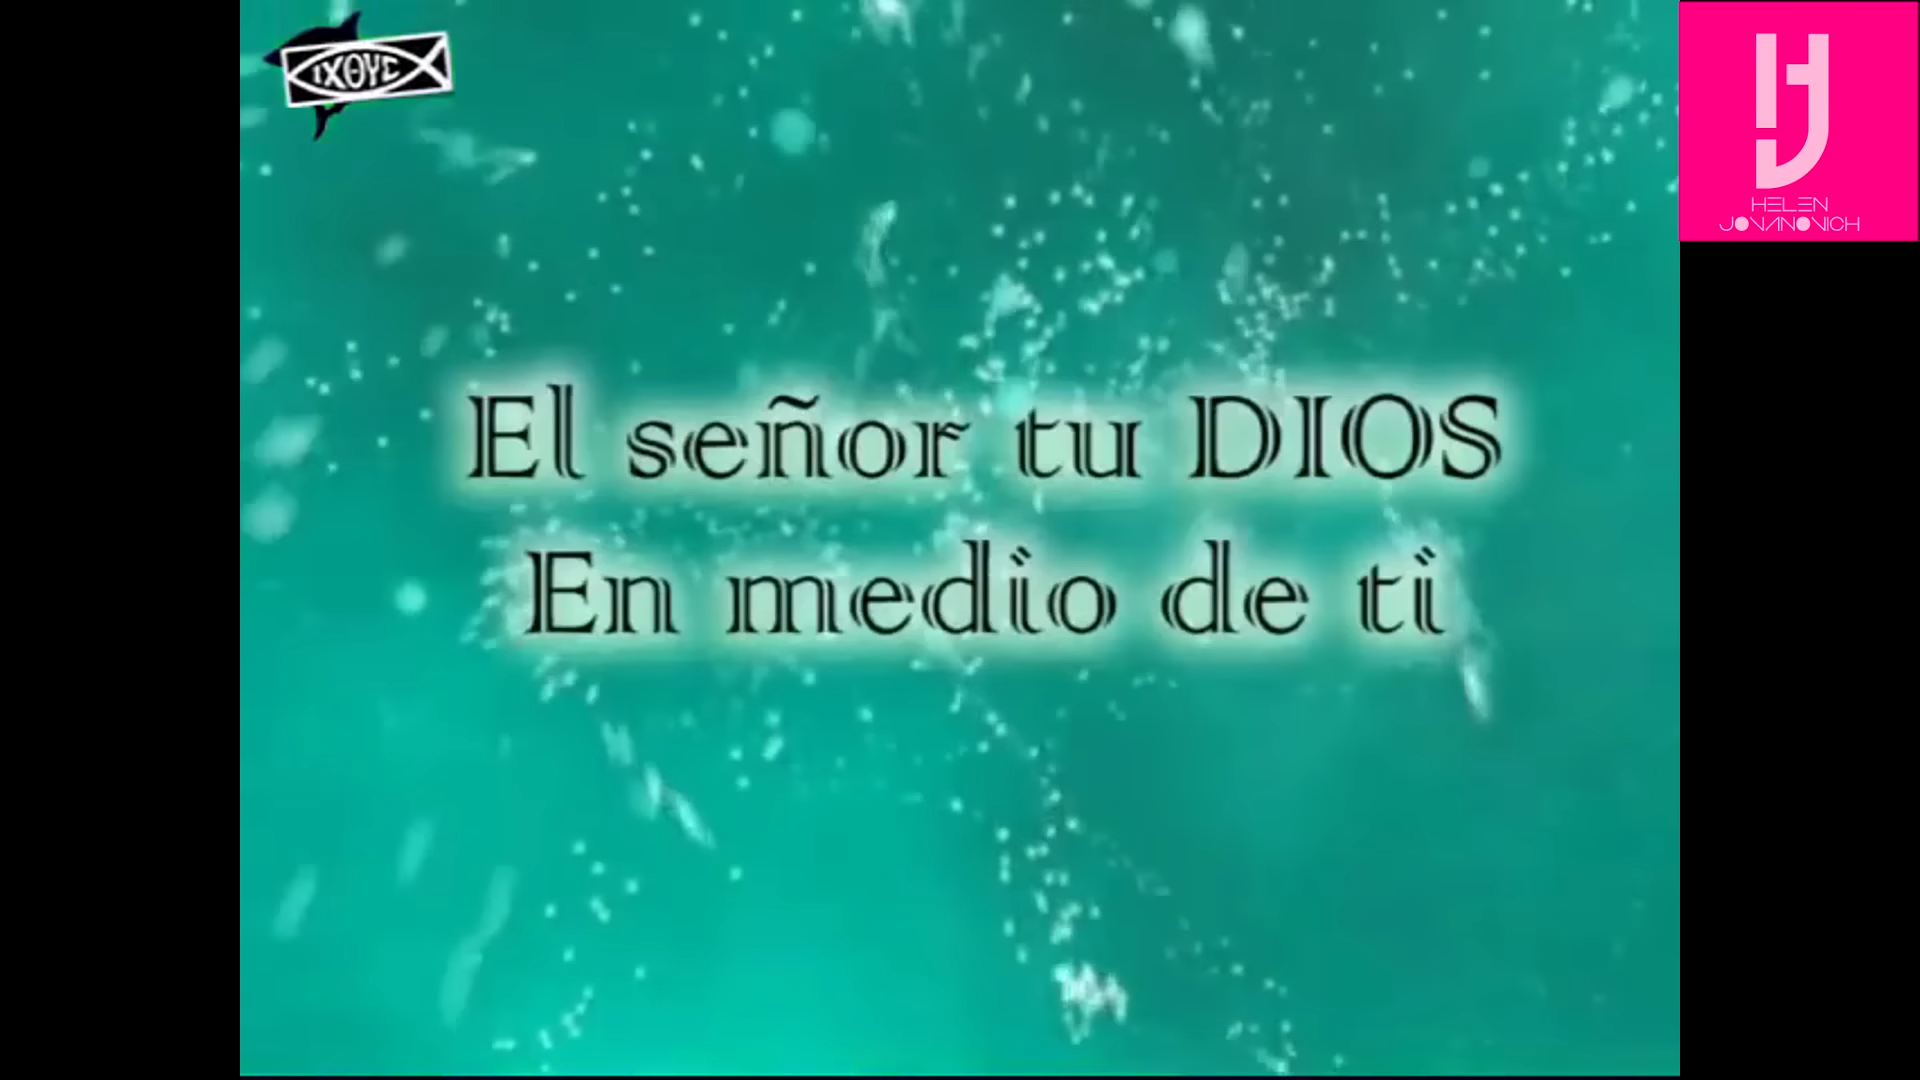 ΙΧΘΥΣ
HELEN
JOVANOVICH
El señor tu DIOS
En medio de ti